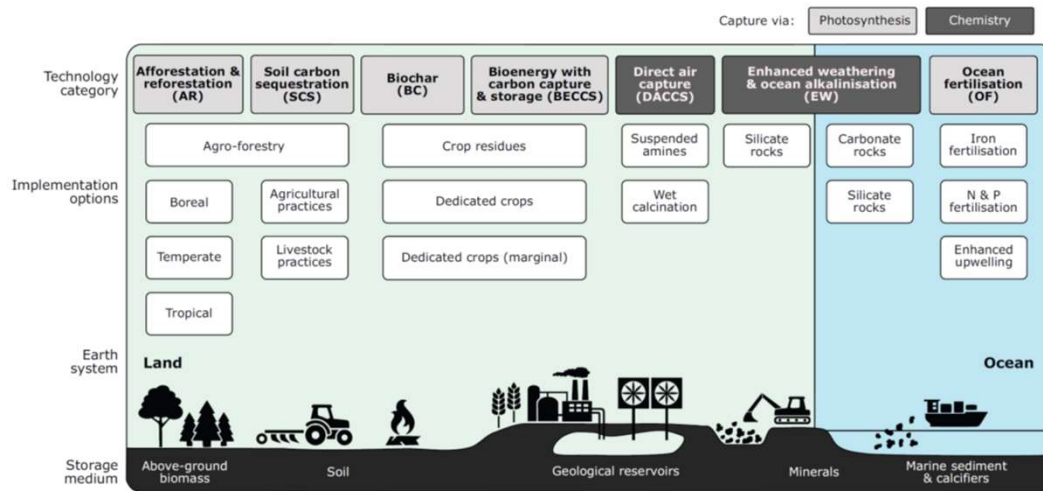 Capture via:
Photosynthesis
Chemistry
Technology
category
Afforestation &
reforestation
(AR)
Soil carbon
sequestration
(SCS)
Biochar
(BC)
Bioenergy with
carbon capture
& storage (BECCS)
Direct air
capture
(DACCS)
Enhanced weathering
& ocean alkalinisation
(EW)
Ocean
fertilisation
(OF)
Implementation
options
Agro-forestry
Crop residues
Suspended
amines
Silicate
rocks
Carbonate
rocks
Iron
fertilisation
Boreal
Agricultural
practices
Dedicated crops
Wet
calcination
Silicate
rocks
N & P
fertilisation
Temperate
Livestock
practices
Dedicated crops (marginal)
Enhanced
upwelling
Tropical
Earth
system
Land
Ocean
Storage
medium
Above-ground
biomass
Soil
Geological reservoirs
Minerals
Marine sediment
& calcifiers